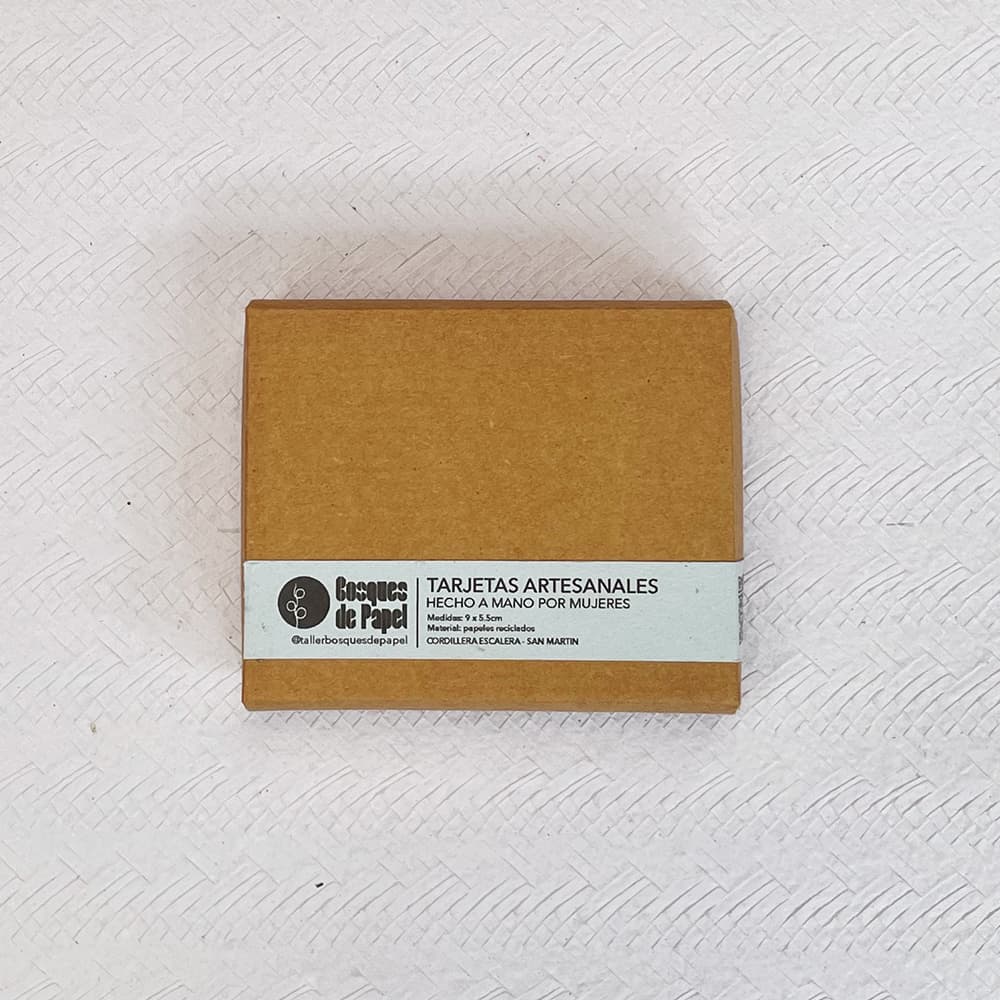 Bosques
de Papel
@tallerbosquesdepapel
TARJETAS ARTESANALES
HECHO A MANO POR MUJERES
Medidas: 9 x 5.5cm
Material: papeles reciclados
CORDILLERA ESCALERA - SAN MARTIN